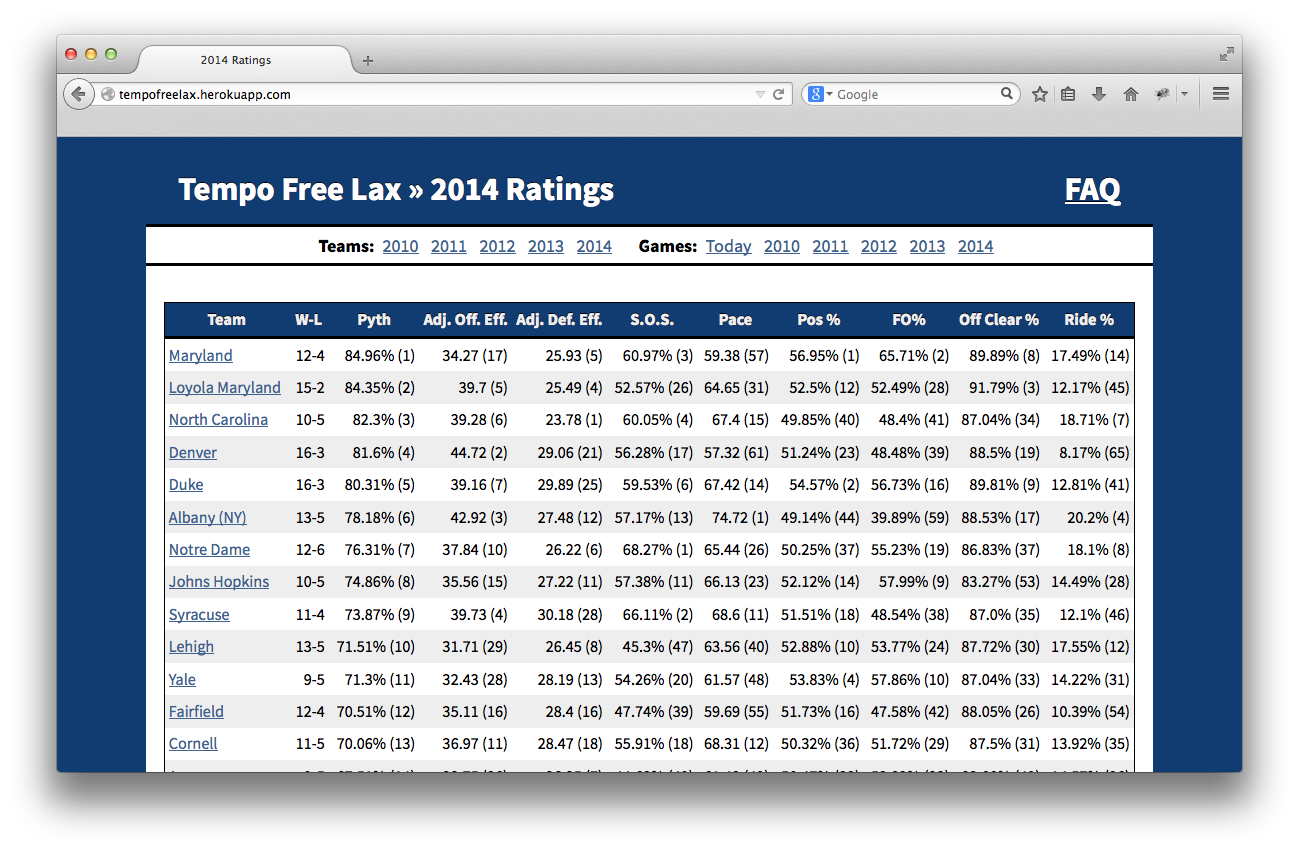 2014 Ratings
tempofreelax.herokuapp.com Google
Tempo Free Lax » 2014 Ratings FAQ
Teams: 2010 2011 2012 2013 2014 Games: Today 2010 2011 2012 2013 2014
Team W-L Pyth Adj. Off. Eff. Adj. Def. Eff. S.O.S. Pace Pos % FO% Off Clear % Ride %
Maryland 12-4 84.96% (1) 34.27 (17) 25.93 (5) 60.97% (3) 59.38 (57) 56.95% (1) 65.71% (2) 89.89% (8) 17.49% (14)
Loyola Maryland 15-2 84.35% (2) 39.7 (5) 25.49 (4) 52.57% (26) 64.65 (31) 52.5% (12) 52.49% (28) 91.79% (3) 12.17% (45)
North Carolina 10-5 82.3% (3) 39.28 (6) 23.78 (1) 60.05% (4) 67.4 (15) 49.85% (40) 48.4% (41) 87.04% (34) 18.71% (7)
Denver 16-3 81.6% (4) 44.72 (2) 29.06 (21) 56.28% (17) 57.32 (61) 51.24% (23) 48.48% (39) 88.5% (19) 8.17% (65)
Duke 16-3 80.31% (5) 39.16 (7) 29.89 (25) 59.53% (6) 67.42 (14) 54.57% (2) 56.73% (16) 89.81% (9) 12.81% (41)
Albany (NY) 13-5 78.18% (6) 42.92 (3) 27.48 (12) 57.17% (13) 74.72 (1) 49.14% (44) 39.89% (59) 88.53% (17) 20.2% (4)
Notre Dame 12-6 76.31% (7) 37.84 (10) 26.22 (6) 68.27% (1) 65.44 (26) 50.25% (37) 55.23% (19) 86.83% (37) 18.1% (8)
Johns Hopkins 10-5 74.86% (8) 35.56 (15) 27.22 (11) 57.38% (11) 66.13 (23) 52.12% (14) 57.99% (9) 83.27% (53) 14.49% (28)
Syracuse 11-4 73.87% (9) 39.73 (4) 30.18 (28) 66.11% (2) 68.6 (11) 51.51% (18) 48.54% (38) 87.0% (35) 12.1% (46)
Lehigh 13-5 71.51% (10) 31.71 (29) 26.45 (8) 45.3% (47) 63.56 (40) 52.88% (10) 53.77% (24) 87.72% (30) 17.55% (12)
Yale 9-5 71.3% (11) 32.43 (28) 28.19 (13) 54.26% (20) 61.57 (48) 53.83% (4) 57.86% (10) 87.04% (33) 14.22% (31)
Fairfield 12-4 70.51% (12) 35.11 (16) 28.4 (16) 47.74% (39) 59.69 (55) 51.73% (16) 47.58% (42) 88.05% (26) 10.39% (54)
Cornell 11-5 70.06% (13) 36.97 (11) 28.47 (18) 55.91% (18) 68.31 (12) 50.32% (36) 51.72% (29) 87.5% (31) 13.92% (35)